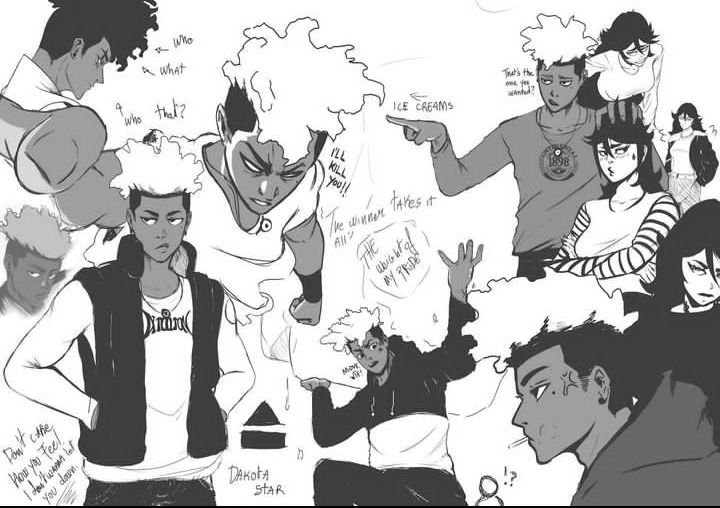 ← Who
↖ What
Who that?
I'LL
KILL
YOU!!
ICE CREAMS
That's the
one you
wanted?
1898
"The winner takes it
All"
THE
weight of
MY PRIDE
MOVE
Don't care
How you Feel
I don't wanna let
you down
DAKOTA
STAR
!?